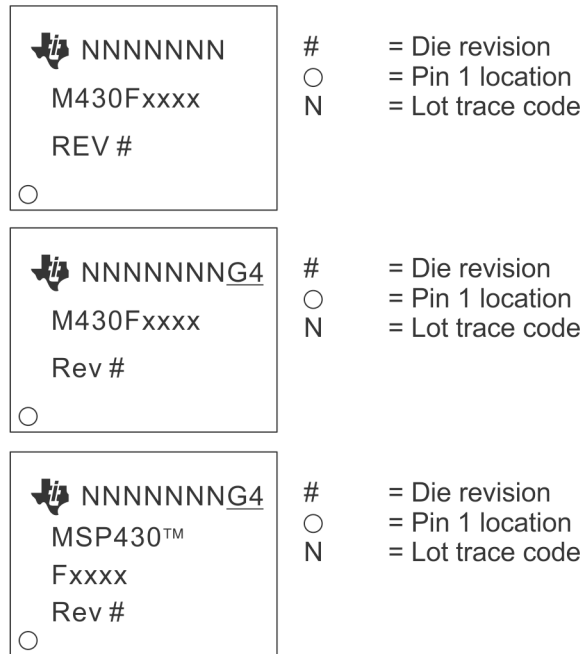 NNNNNNN
M430Fxxxx
REV #
# = Die revision
○ = Pin 1 location
N = Lot trace code
NNNNNNNG4
M430Fxxxx
Rev #
# = Die revision
○ = Pin 1 location
N = Lot trace code
NNNNNNNG4
MSP430™
Fxxxx
Rev #
# = Die revision
○ = Pin 1 location
N = Lot trace code